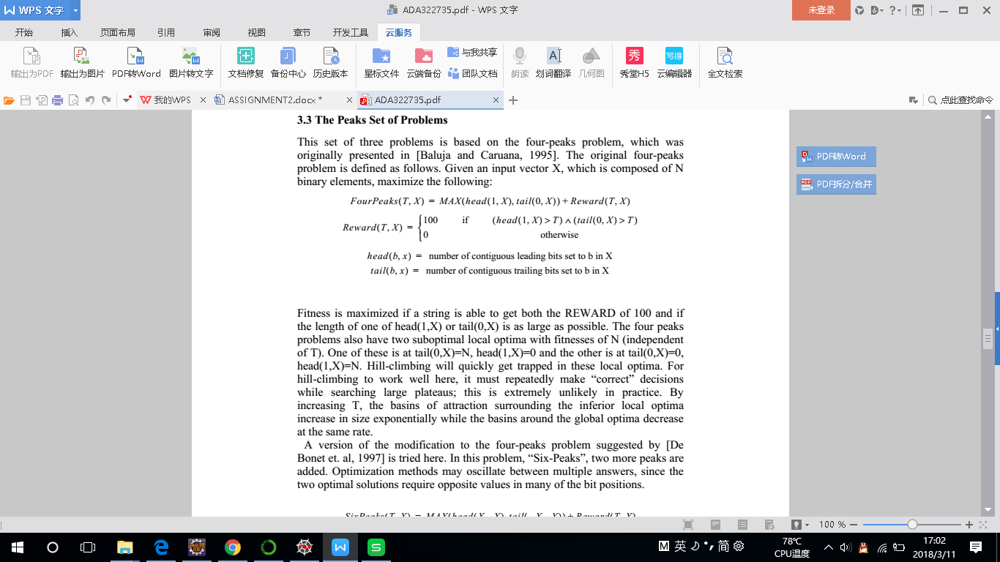 WPS 文字
ADA322735.pdf - WPS 文字
未登录
开始 插入 页面布局 引用 审阅 视图 章节 开发工具 云服务
输出为PDF 输出为图片 PDF转Word 图片转文字 文档修复 备份中心 历史版本 星标文件 云端备份 与我共享 团队文档 朗读 划词翻译 几何图 秀堂H5 云编辑器 全文检索
我的WPS ASSIGNMENT2.docx * ADA322735.pdf 点此查找命令
3.3 The Peaks Set of Problems
This set of three problems is based on the four-peaks problem, which was
originally presented in [Baluja and Caruana, 1995]. The original four-peaks
problem is defined as follows. Given an input vector X, which is composed of N
binary elements, maximize the following:
FourPeaks(T, X) = MAX(head(1, X), tail(0, X)) + Reward(T, X)
Reward(T, X) = {100 if (head(1, X) > T) ∧ (tail(0, X) > T)
0 otherwise
head(b, x) = number of contiguous leading bits set to b in X
tail(b, x) = number of contiguous trailing bits set to b in X
Fitness is maximized if a string is able to get both the REWARD of 100 and if
the length of one of head(1,X) or tail(0,X) is as large as possible. The four peaks
problems also have two suboptimal local optima with fitnesses of N (independent
of T). One of these is at tail(0,X)=N, head(1,X)=0 and the other is at tail(0,X)=0,
head(1,X)=N. Hill-climbing will quickly get trapped in these local optima. For
hill-climbing to work well here, it must repeatedly make “correct” decisions
while searching large plateaus; this is extremely unlikely in practice. By
increasing T, the basins of attraction surrounding the inferior local optima
increase in size exponentially while the basins around the global optima decrease
at the same rate.
A version of the modification to the four-peaks problem suggested by [De
Bonet et. al, 1997] is tried here. In this problem, “Six-Peaks”, two more peaks are
added. Optimization methods may oscillate between multiple answers, since the
two optimal solutions require opposite values in many of the bit positions.
PDF转Word
PDF拆分/合并
100 %
M 英 简
78℃
CPU温度
17:02
2018/3/11